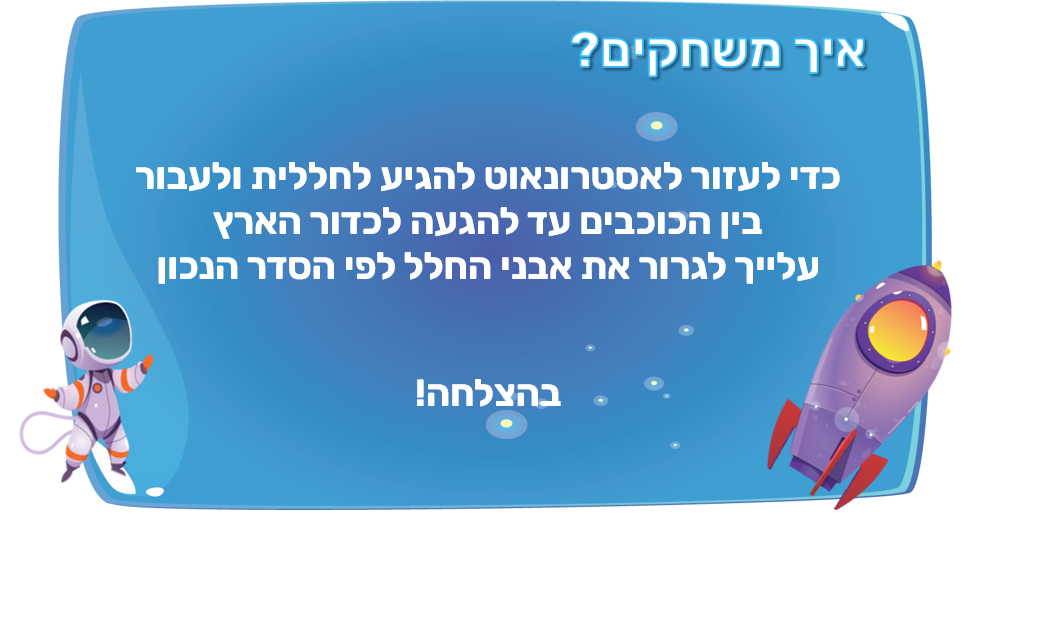 איך משחקים?
כדי לעזור לאסטרונאוט להגיע לחללית ולעבור
בין הכוכבים עד להגעה לכדור הארץ
עלייך לגרור את אבני החלל לפי הסדר הנכון
בהצלחה!